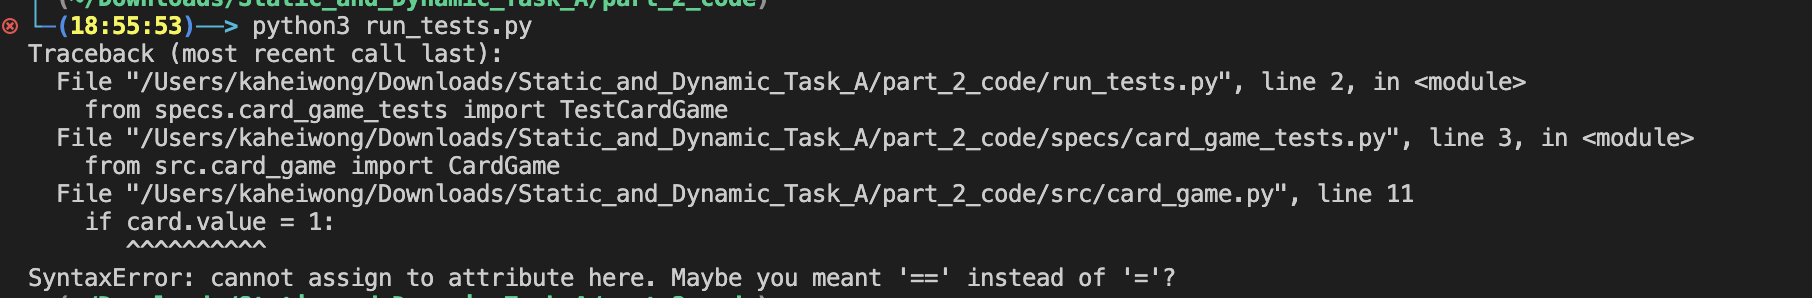 (~/Downloads/Static_and_Dynamic_Task_A/part_2_code)
(18:55:53)—> python3 run_tests.py
Traceback (most recent call last):
  File "/Users/kaheiwong/Downloads/Static_and_Dynamic_Task_A/part_2_code/run_tests.py", line 2, in <module>
    from specs.card_game_tests import TestCardGame
  File "/Users/kaheiwong/Downloads/Static_and_Dynamic_Task_A/part_2_code/specs/card_game_tests.py", line 3, in <module>
    from src.card_game import CardGame
  File "/Users/kaheiwong/Downloads/Static_and_Dynamic_Task_A/part_2_code/src/card_game.py", line 11
    if card.value = 1:
       ^^^^^^^^^^
SyntaxError: cannot assign to attribute here. Maybe you meant '==' instead of '='?